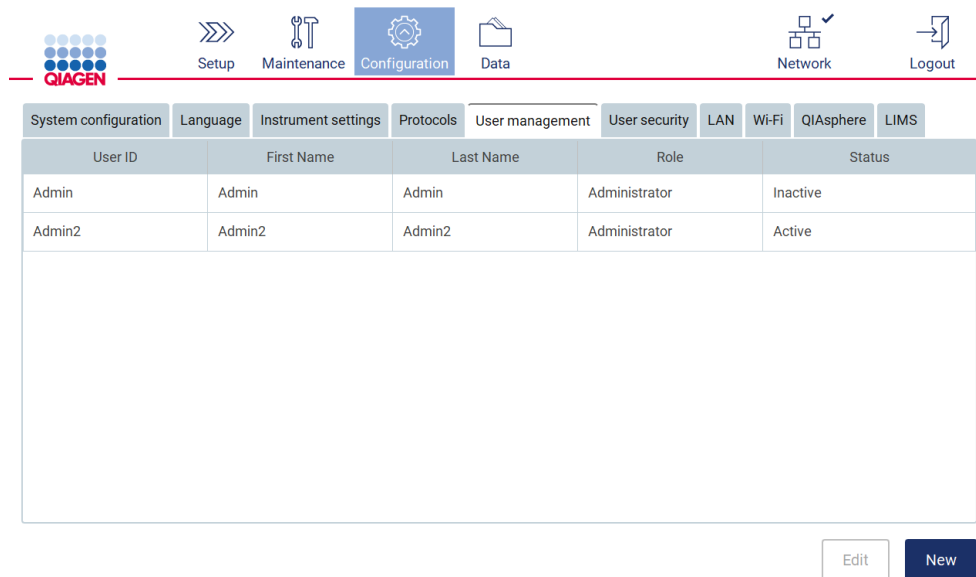 QIAGEN
Setup Maintenance Configuration Data Network Logout
System configuration Language Instrument settings Protocols User management User security LAN Wi-Fi QIAsphere LIMS
User ID First Name Last Name Role Status
Admin Admin Admin Administrator Inactive
Admin2 Admin2 Admin2 Administrator Active
Edit New